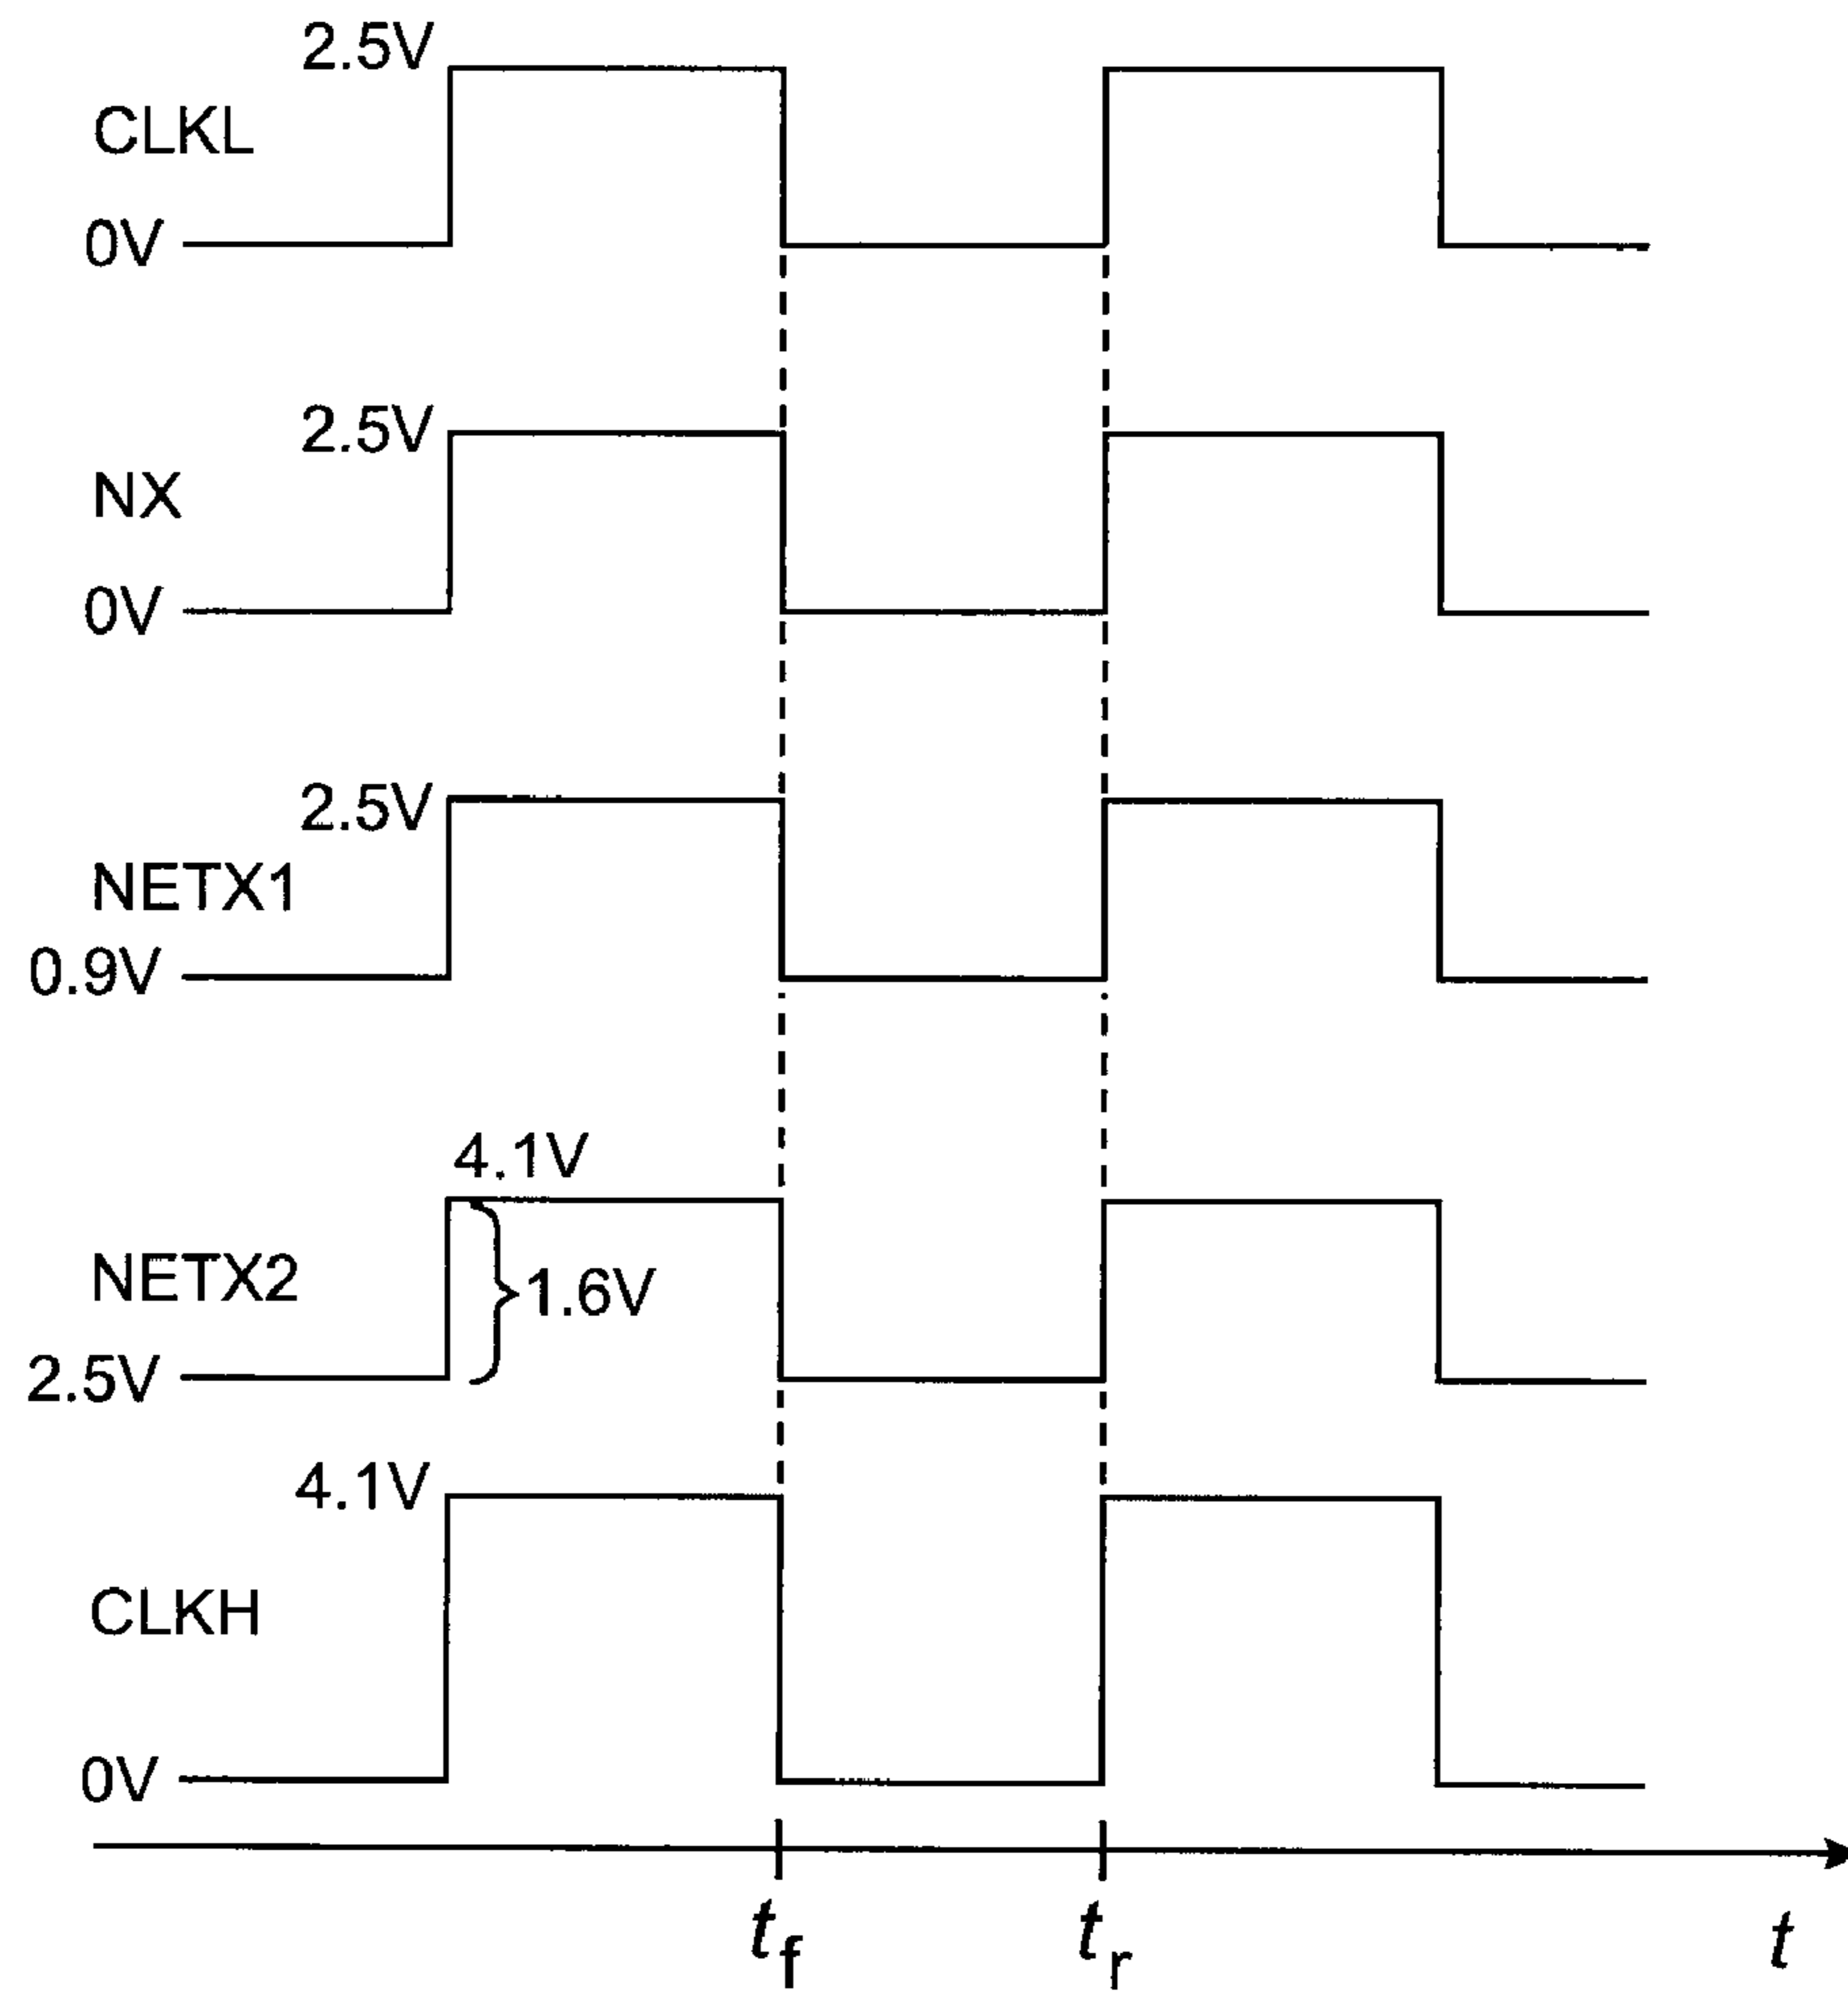 2.5V
CLKL
0V
2.5V
NX
0V
2.5V
NETX1
0.9V
4.1V
NETX2
1.6V
2.5V
4.1V
CLKH
0V
tf
tr
t